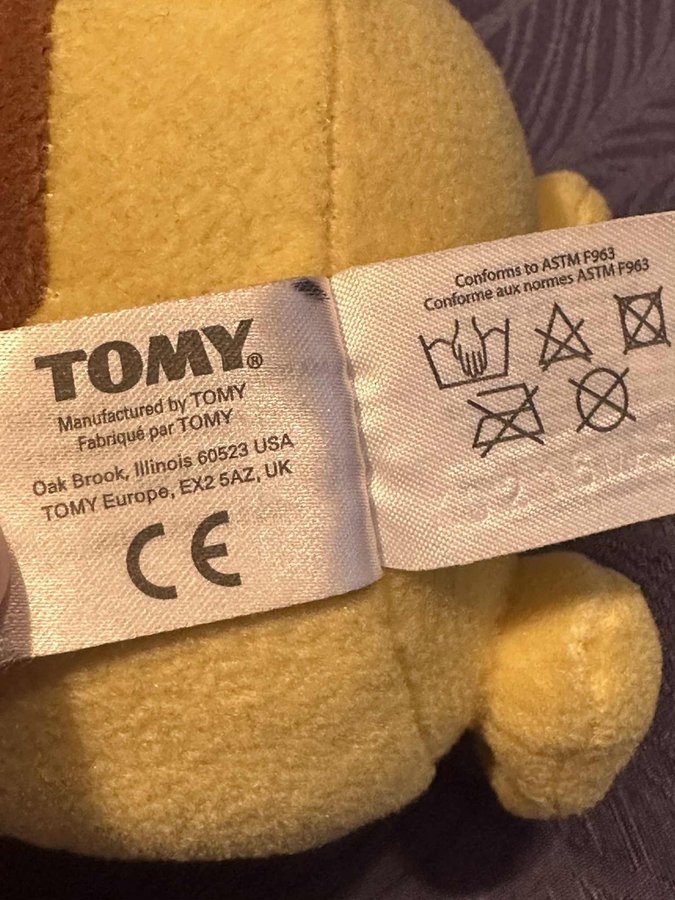 TOMY®
Manufactured by TOMY
Fabriqué par TOMY
Oak Brook, Illinois 60523 USA
TOMY Europe, EX2 5AZ, UK
CE
Conforms to ASTM F963
Conforme aux normes ASTM F963